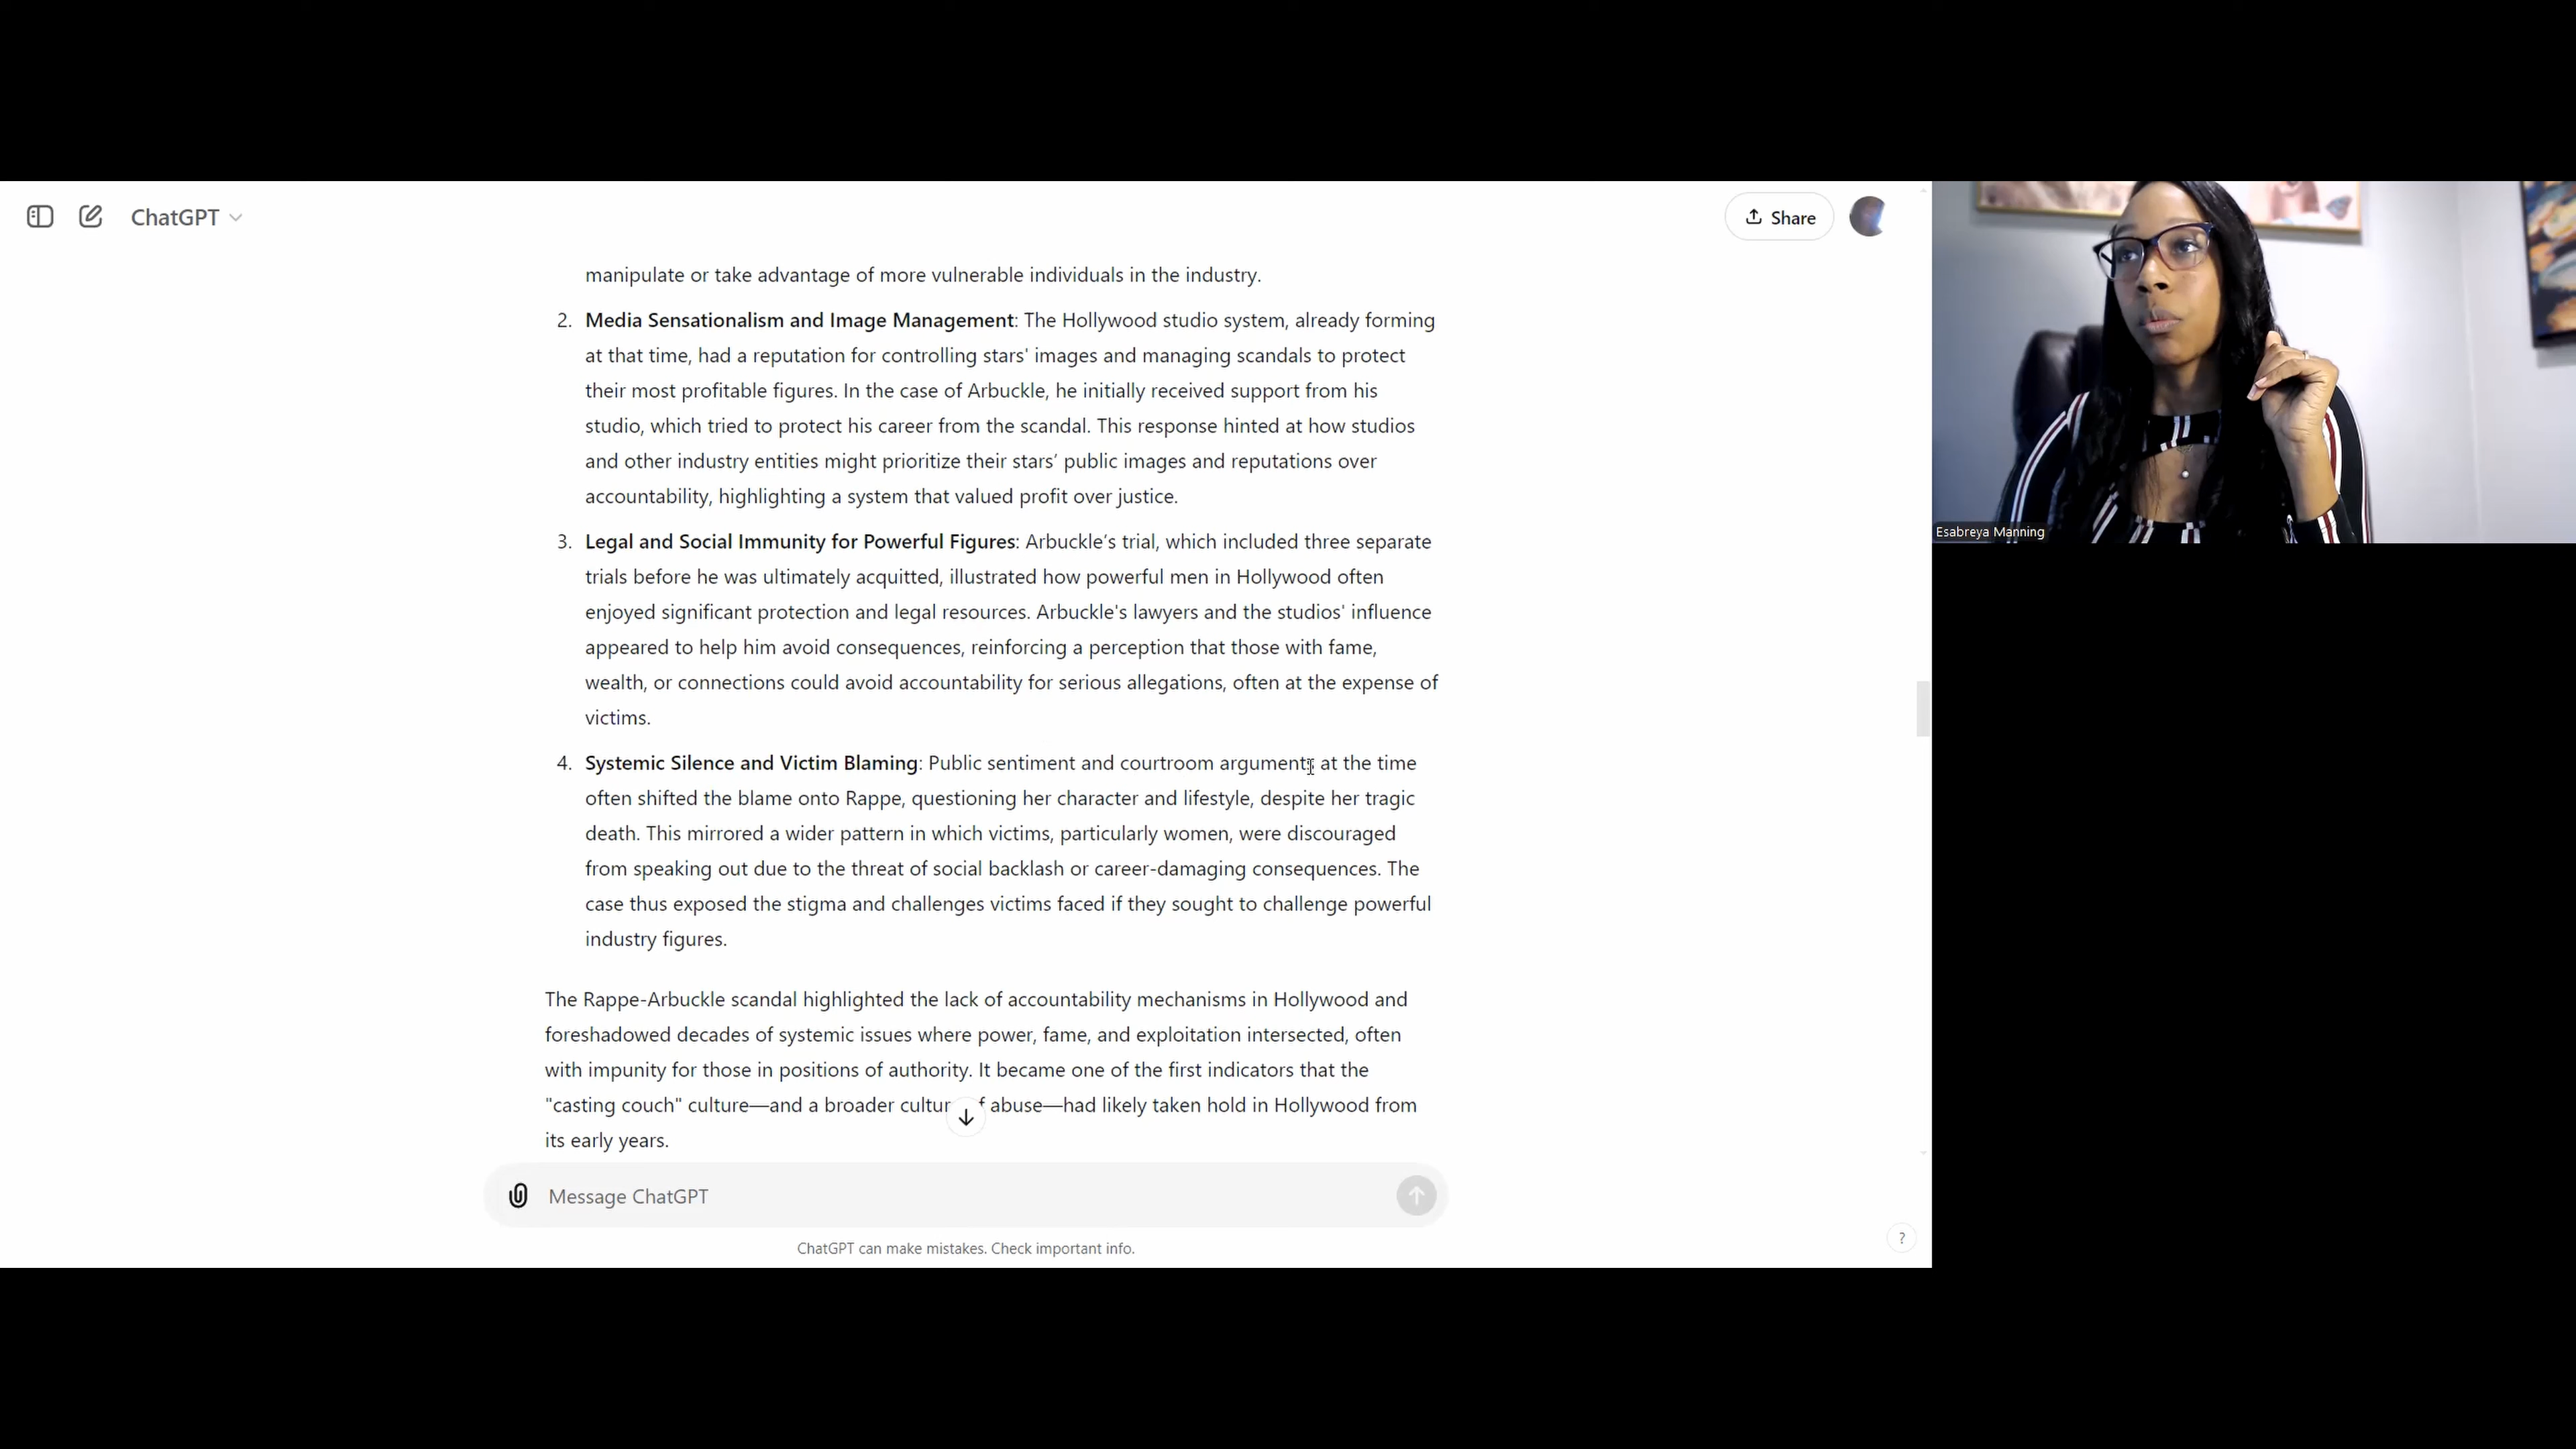 ChatGPT
Share
manipulate or take advantage of more vulnerable individuals in the industry.
2. Media Sensationalism and Image Management: The Hollywood studio system, already forming
at that time, had a reputation for controlling stars' images and managing scandals to protect
their most profitable figures. In the case of Arbuckle, he initially received support from his
studio, which tried to protect his career from the scandal. This response hinted at how studios
and other industry entities might prioritize their stars’ public images and reputations over
accountability, highlighting a system that valued profit over justice.
3. Legal and Social Immunity for Powerful Figures: Arbuckle’s trial, which included three separate
trials before he was ultimately acquitted, illustrated how powerful men in Hollywood often
enjoyed significant protection and legal resources. Arbuckle's lawyers and the studios' influence
appeared to help him avoid consequences, reinforcing a perception that those with fame,
wealth, or connections could avoid accountability for serious allegations, often at the expense of
victims.
4. Systemic Silence and Victim Blaming: Public sentiment and courtroom arguments at the time
often shifted the blame onto Rappe, questioning her character and lifestyle, despite her tragic
death. This mirrored a wider pattern in which victims, particularly women, were discouraged
from speaking out due to the threat of social backlash or career-damaging consequences. The
case thus exposed the stigma and challenges victims faced if they sought to challenge powerful
industry figures.
The Rappe-Arbuckle scandal highlighted the lack of accountability mechanisms in Hollywood and
foreshadowed decades of systemic issues where power, fame, and exploitation intersected, often
with impunity for those in positions of authority. It became one of the first indicators that the
"casting couch" culture—and a broader culture of abuse—had likely taken hold in Hollywood from
its early years.
Message ChatGPT
ChatGPT can make mistakes. Check important info.
?
Esabreya Manning